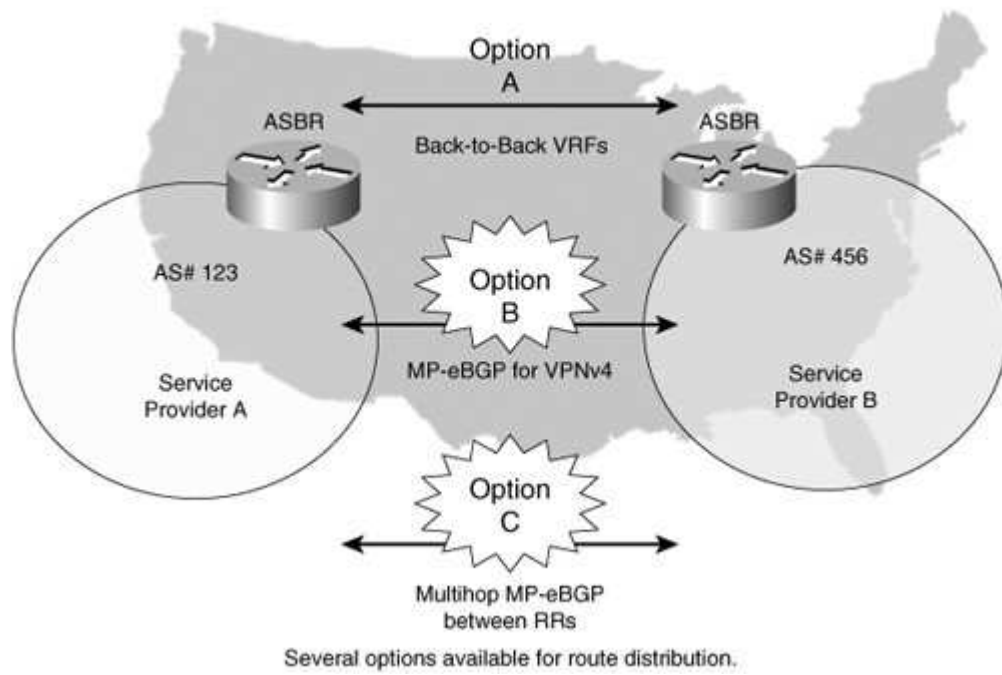 Option
A
ASBR
ASBR
Back-to-Back VRFs
AS# 123
AS# 456
Option
B
MP-eBGP for VPNv4
Service
Provider A
Service
Provider B
Option
C
Multihop MP-eBGP
between RRs
Several options available for route distribution.